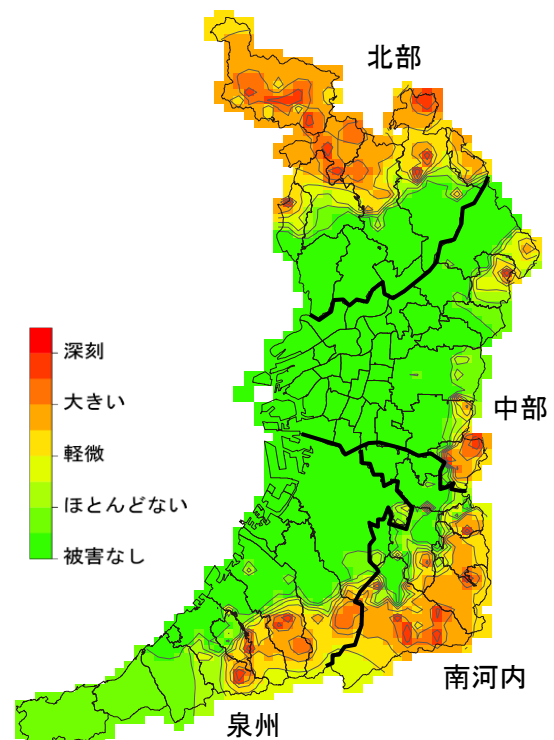 北部
深刻
大きい
中部
軽微
ほとんどない
被害なし
南河内
泉州